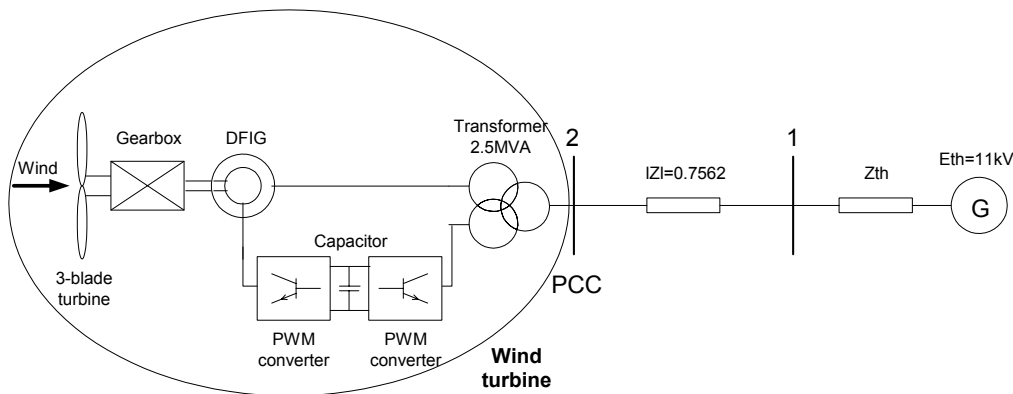 Wind
Gearbox
DFIG
Transformer
2.5MVA
2
IZI=0.7562
1
Zth
Eth=11kV
G
3-blade
turbine
Capacitor
PWM
converter
PWM
converter
PCC
Wind
turbine